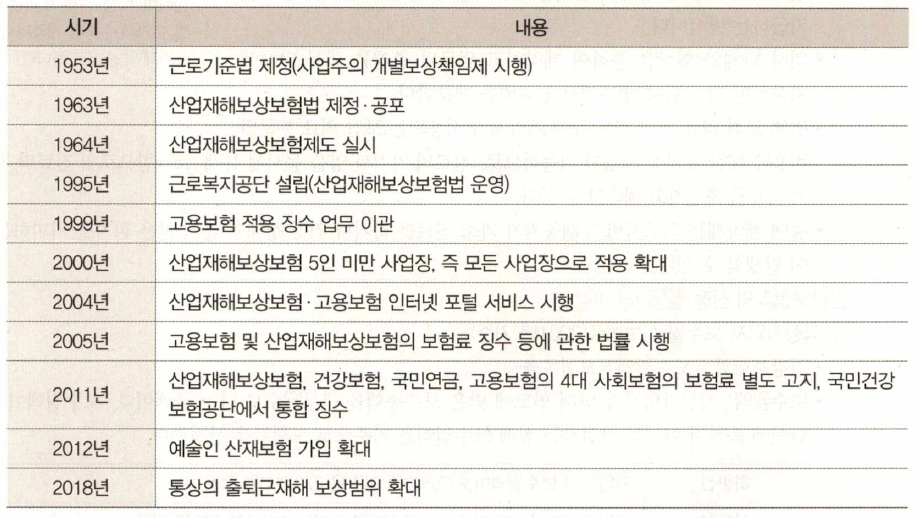 시기 내용
1953년 근로기준법 제정(사업주의 개별보상책임제 시행)
1963년 산업재해보상보험법 제정·공포
1964년 산업재해보상보험제도 실시
1995년 근로복지공단 설립(산업재해보상보험법 운영)
1999년 고용보험 적용 징수 업무 이관
2000년 산업재해보상보험 5인 미만 사업장, 즉 모든 사업장으로 적용 확대
2004년 산업재해보상보험·고용보험 인터넷 포털 서비스 시행
2005년 고용보험 및 산업재해보상보험의 보험료 징수 등에 관한 법률 시행
2011년 산업재해보상보험, 건강보험, 국민연금, 고용보험의 4대 사회보험의 보험료 별도 고지, 국민건강
보험공단에서 통합 징수
2012년 예술인 산재보험 가입 확대
2018년 통상의 출퇴근재해 보상범위 확대